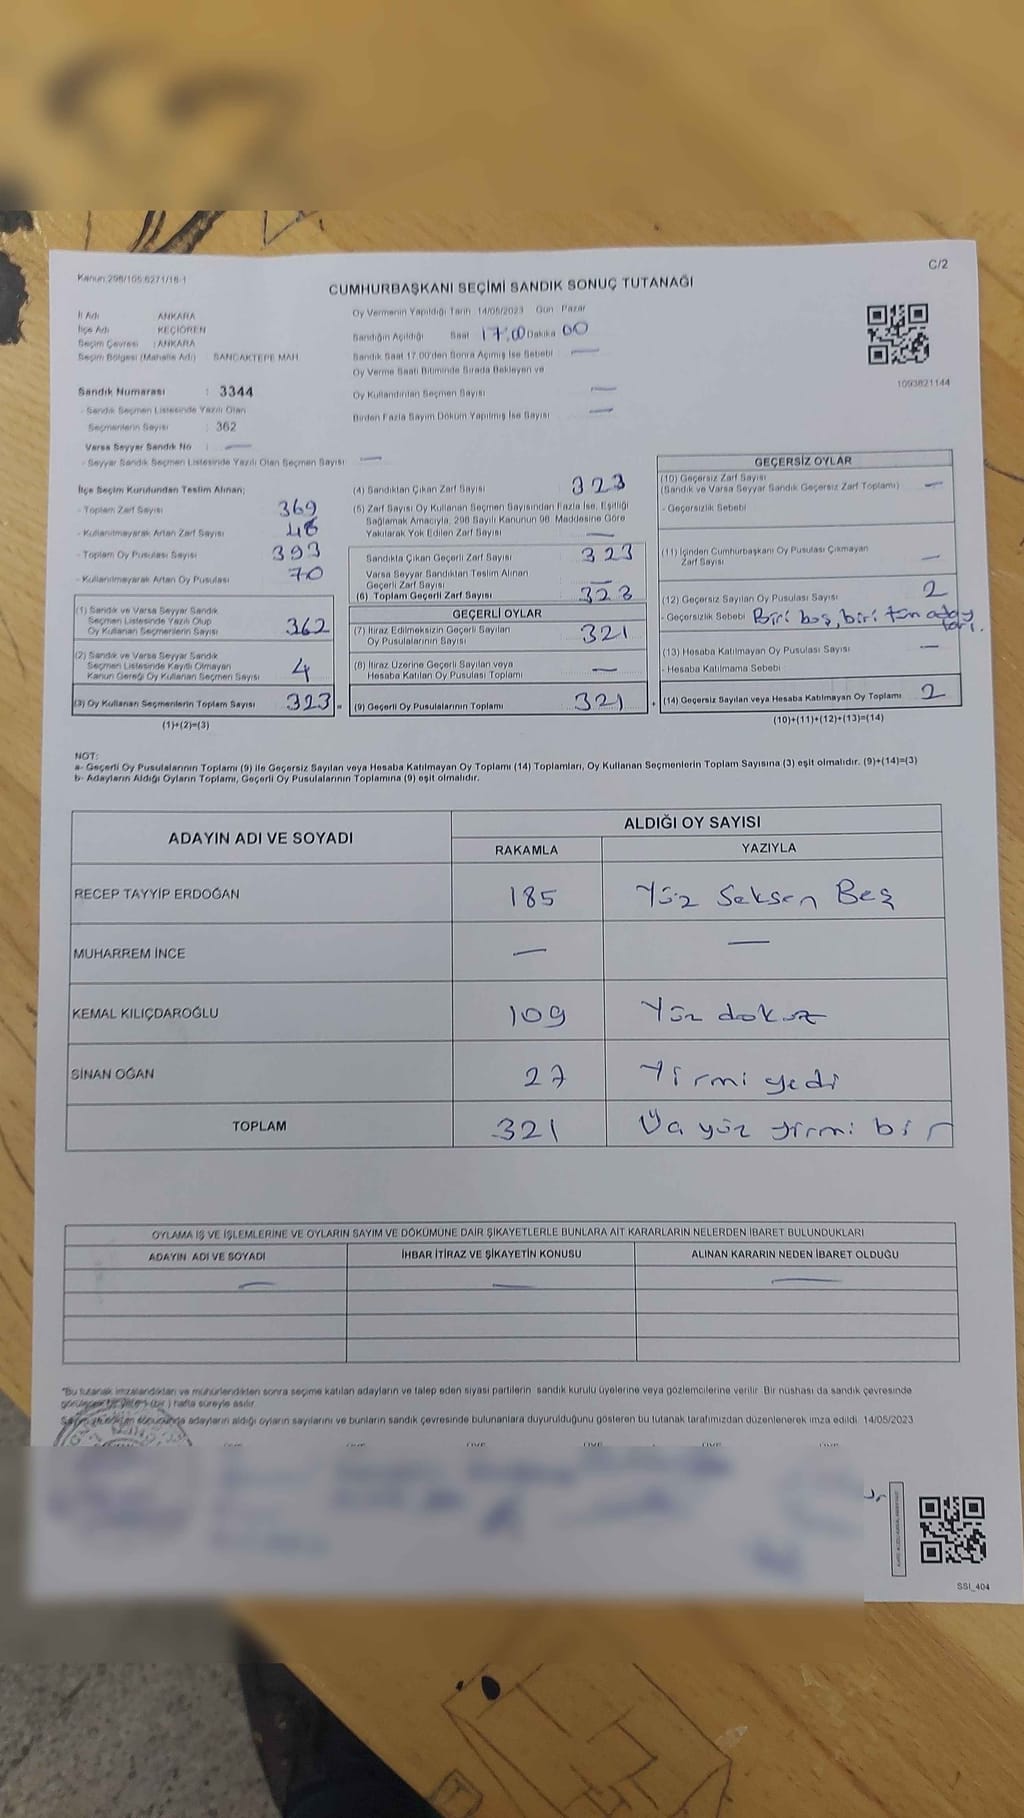 Kanun:298/105.6271/18-1
C/2
CUMHURBAŞKANI SEÇİMİ SANDIK SONUÇ TUTANAĞI
İl Adı ANKARA
İlçe Adı KEÇİÖREN
Seçim Çevresi : ANKARA
Seçim Bölgesi (Mahalle Adı) SANCAKTEPE MAH
Sandık Numarası : 3344
- Sandık Seçmen Listesinde Yazılı Olan
Seçmenlerin Sayısı : 362
Varsa Seyyar Sandık No : —
- Seyyar Sandık Seçmen Listesinde Yazılı Olan Seçmen Sayısı —
Oy Vermenin Yapıldığı Tarih 14/05/2023 Gün Pazar
Sandığın Açıldığı Saat 17:00 Dakika 00
Sandık Saat 17.00'den Sonra Açımış İse Sebebi —
Oy Verme Saati Bitiminde Sırada Bekleyen ve
Oy Kullandırılan Seçmen Sayısı —
Birden Fazla Sayım Döküm Yapılmış İse Sayısı —
1093821144
İlçe Seçim Kurulundan Teslim Alınan;
- Toplam Zarf Sayısı 369
- Kullanılmayarak Artan Zarf Sayısı 46
- Toplam Oy Pusulası Sayısı 393
- Kullanılmayarak Artan Oy Pusulası 70
(1) Sandık ve Varsa Seyyar Sandık
Seçmen Listesinde Yazılı Olup
Oy Kullanan Seçmenlerin Sayısı 362
(2) Sandık ve Varsa Seyyar Sandık
Seçmen Listesinde Kayıtlı Olmayan
Kanun Gereği Oy Kullanan Seçmen Sayısı 4
(3) Oy Kullanan Seçmenlerin Toplam Sayısı 323 =
(1)+(2)=(3)
(4) Sandıktan Çıkan Zarf Sayısı 323
(5) Zarf Sayısı Oy Kullanan Seçmen Sayısından Fazla İse, Eşitliği
Sağlamak Amacıyla, 298 Sayılı Kanunun 98. Maddesine Göre
Yakılarak Yok Edilen Zarf Sayısı —
Sandıkta Çıkan Geçerli Zarf Sayısı 323
Varsa Seyyar Sandıktan Teslim Alınan
Geçerli Zarf Sayısı —
(6) Toplam Geçerli Zarf Sayısı 323
GEÇERLİ OYLAR
(7) İtiraz Edilmeksizin Geçerli Sayılan
Oy Pusulalarının Sayısı 321
(8) İtiraz Üzerine Geçerli Sayılan veya
Hesaba Katılan Oy Pusulası Toplamı —
(9) Geçerli Oy Pusulalarının Toplamı 321 +
GEÇERSİZ OYLAR
(10) Geçersiz Zarf Sayısı
(Sandık ve Varsa Seyyar Sandık Geçersiz Zarf Toplamı) —
- Geçersizlik Sebebi
(11) İçinden Cumhurbaşkanı Oy Pusulası Çıkmayan
Zarf Sayısı —
(12) Geçersiz Sayılan Oy Pusulası Sayısı 2
- Geçersizlik Sebebi Biri boş, biri tüm aday
(13) Hesaba Katılmayan Oy Pusulası Sayısı —
- Hesaba Katılmama Sebebi
(14) Geçersiz Sayılan veya Hesaba Katılmayan Oy Toplamı 2
(10)+(11)+(12)+(13)=(14)
NOT:
a- Geçerli Oy Pusulalarının Toplamı (9) ile Geçersiz Sayılan veya Hesaba Katılmayan Oy Toplamı (14) Toplamları, Oy Kullanan Seçmenlerin Toplam Sayısına (3) eşit olmalıdır. (9)+(14)=(3)
b- Adayların Aldığı Oyların Toplamı, Geçerli Oy Pusulalarının Toplamına (9) eşit olmalıdır.
ADAYIN ADI VE SOYADI
ALDIĞI OY SAYISI
RAKAMLA YAZIYLA
RECEP TAYYİP ERDOĞAN 185 Yüz Seksen Beş
MUHARREM İNCE — —
KEMAL KILIÇDAROĞLU 109 Yüz dokuz
SİNAN OĞAN 27 Yirmi yedi
TOPLAM 321 Üç yüz yirmi bir
OYLAMA İŞ VE İŞLEMLERİNE VE OYLARIN SAYIM VE DÖKÜMÜNE DAİR ŞİKAYETLERLE BUNLARA AİT KARARLARIN NELERDEN İBARET BULUNDUKLARI
ADAYIN ADI VE SOYADI İHBAR İTİRAZ VE ŞİKAYETİN KONUSU ALINAN KARARIN NEDEN İBARET OLDUĞU
— — —
"Bu tutanak imzalandıktan ve mühürlendikten sonra seçime katılan adayların ve talep eden siyasi partilerin sandık kurulu üyelerine veya gözlemcilerine verilir. Bir nüshası da sandık çevresinde
hafta süreyle asılır.
sonucunda adayların aldığı oyların sayılarını ve bunların sandık çevresinde bulunanlara duyurulduğunu gösteren bu tutanak tarafımızdan düzenlenerek imza edildi. 14/05/2023
SSI_404